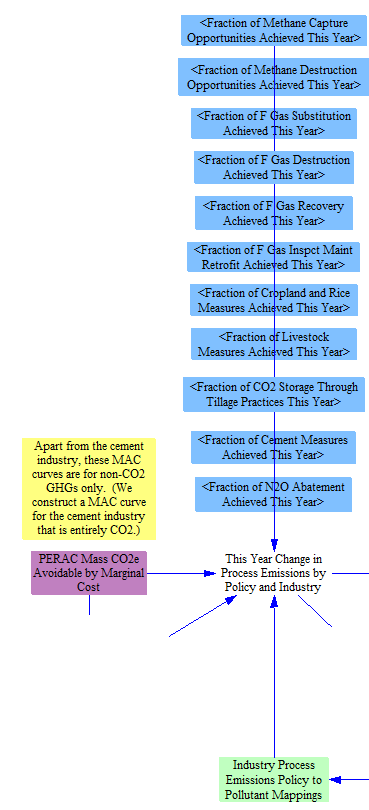 <Fraction of Methane Capture
Opportunities Achieved This Year>
<Fraction of Methane Destruction
Opportunities Achieved This Year>
<Fraction of F Gas Substitution
Achieved This Year>
<Fraction of F Gas Destruction
Achieved This Year>
<Fraction of F Gas Recovery
Achieved This Year>
<Fraction of F Gas Inspct Maint
Retrofit Achieved This Year>
<Fraction of Cropland and Rice
Measures Achieved This Year>
<Fraction of Livestock
Measures Achieved This Year>
<Fraction of CO2 Storage Through
Tillage Practices This Year>
<Fraction of Cement Measures
Achieved This Year>
<Fraction of N2O Abatement
Achieved This Year>
Apart from the cement
industry, these MAC
curves are for non-CO2
GHGs only. (We
construct a MAC curve
for the cement industry
that is entirely CO2.)
PERAC Mass CO2e
Avoidable by Marginal
Cost
This Year Change in
Process Emissions by
Policy and Industry
Industry Process
Emissions Policy to
Pollutant Mappings